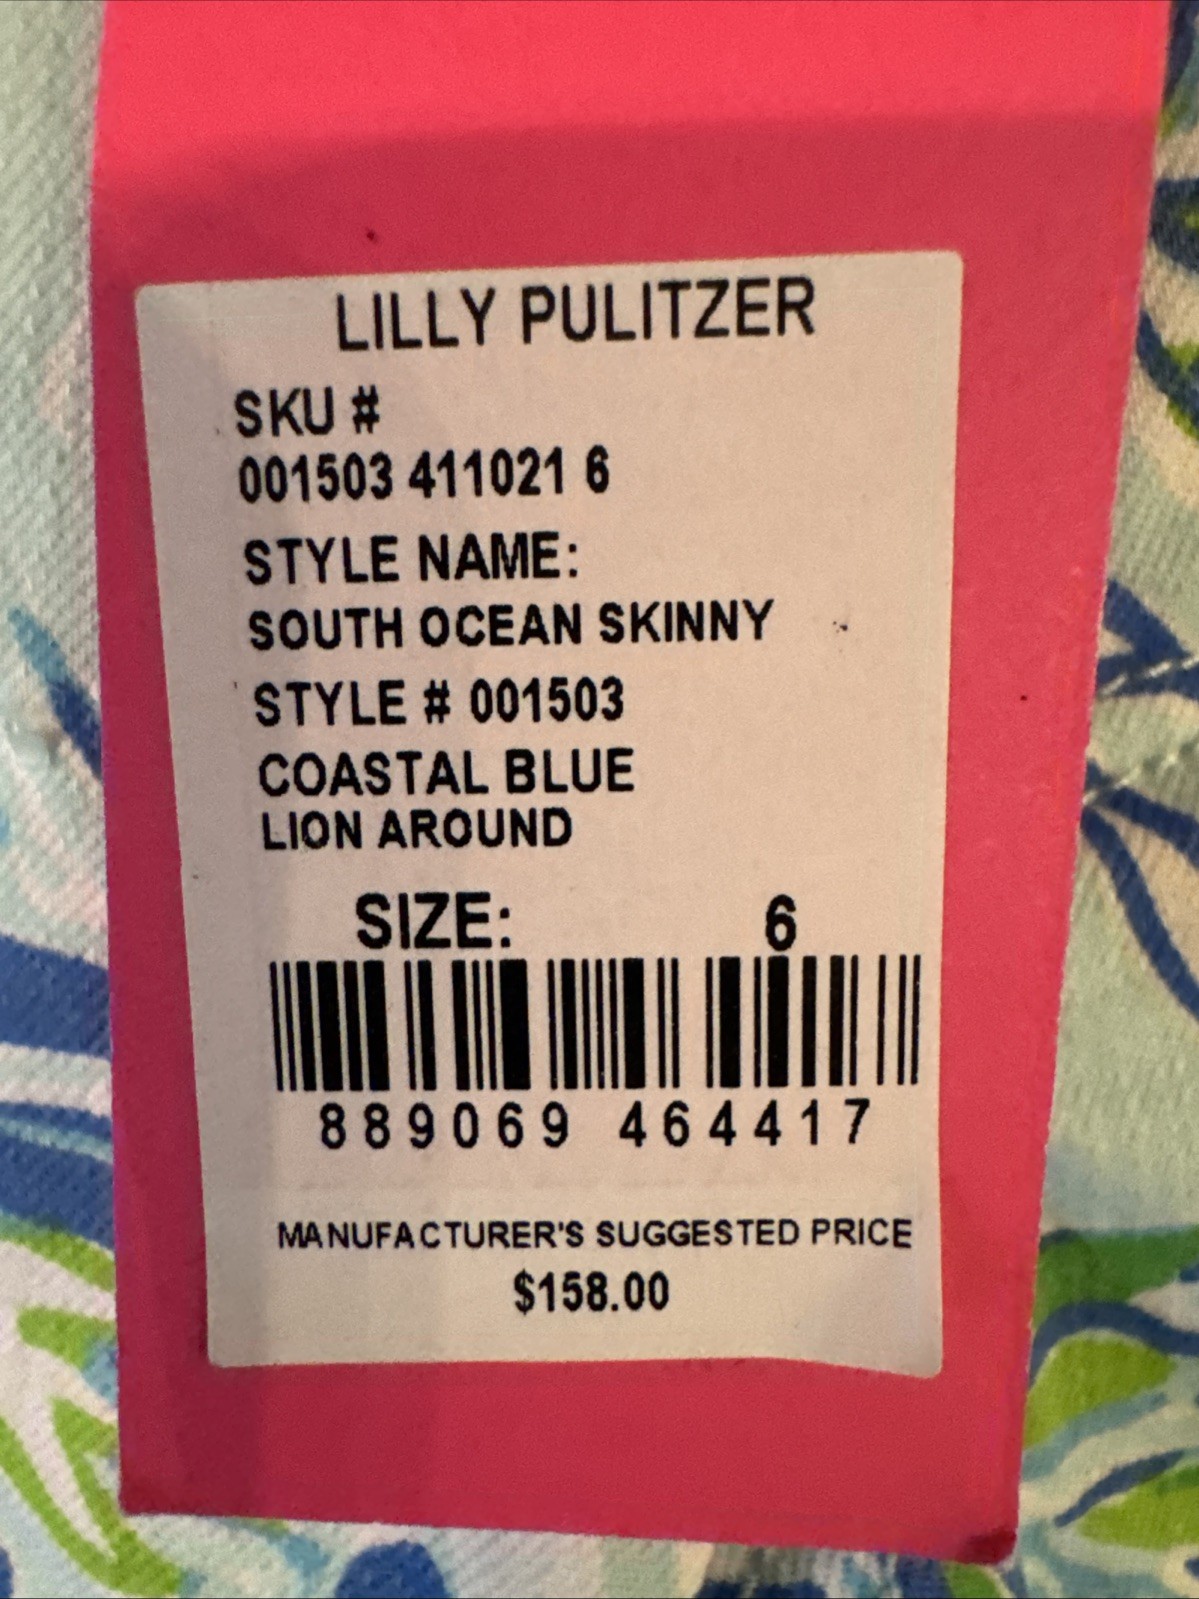 LILLY PULITZER
SKU #
001503 411021 6
STYLE NAME:
SOUTH OCEAN SKINNY
STYLE # 001503
COASTAL BLUE
LION AROUND
SIZE: 6
889069 464417
MANUFACTURER'S SUGGESTED PRICE
$158.00